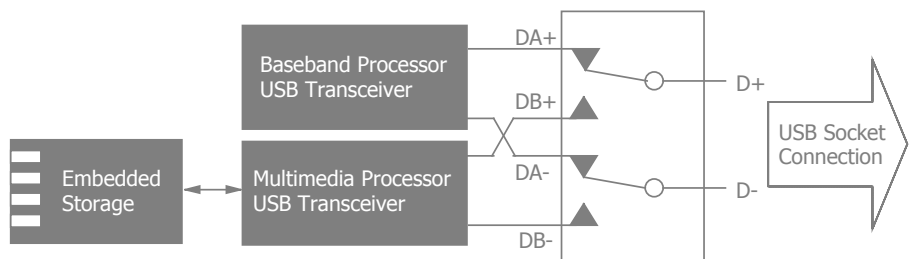 Baseband Processor
USB Transceiver
Embedded
Storage
Multimedia Processor
USB Transceiver
DA+
DB+
DA-
DB-
D+
D-
USB Socket
Connection